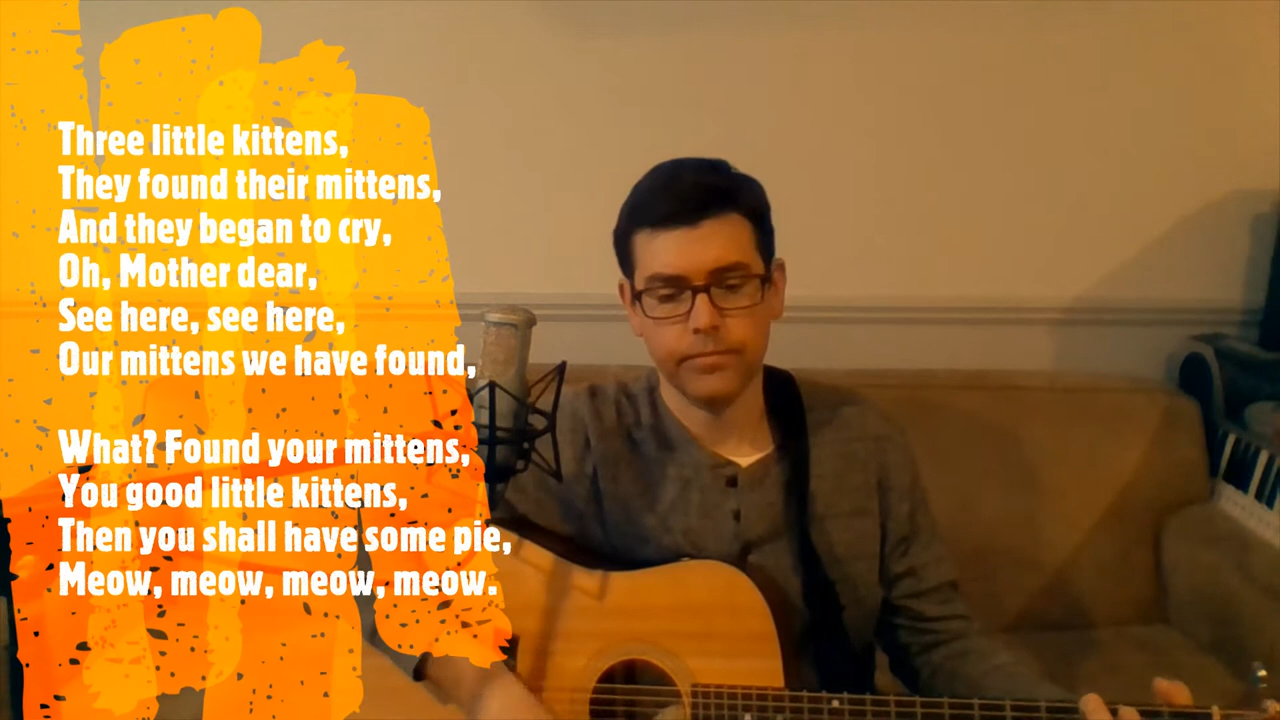 Three little kittens,
They found their mittens,
And they began to cry,
Oh, Mother dear,
See here, see here,
Our mittens we have found,
What? Found your mittens,
You good little kittens,
Then you shall have some pie,
Meow, meow, meow, meow.